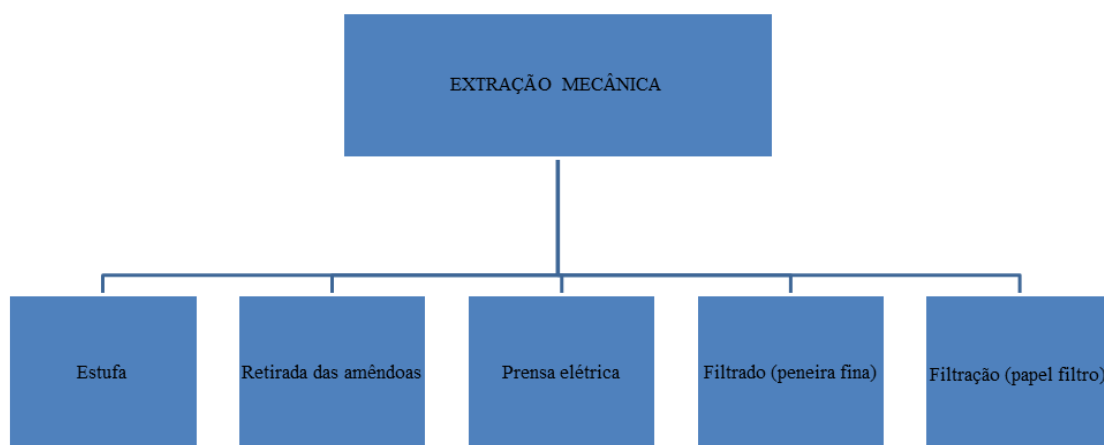 EXTRAÇÃO MECÂNICA
Estufa
Retirada das amêndoas
Prensa elétrica
Filtrado (peneira fina)
Filtração (papel filtro)